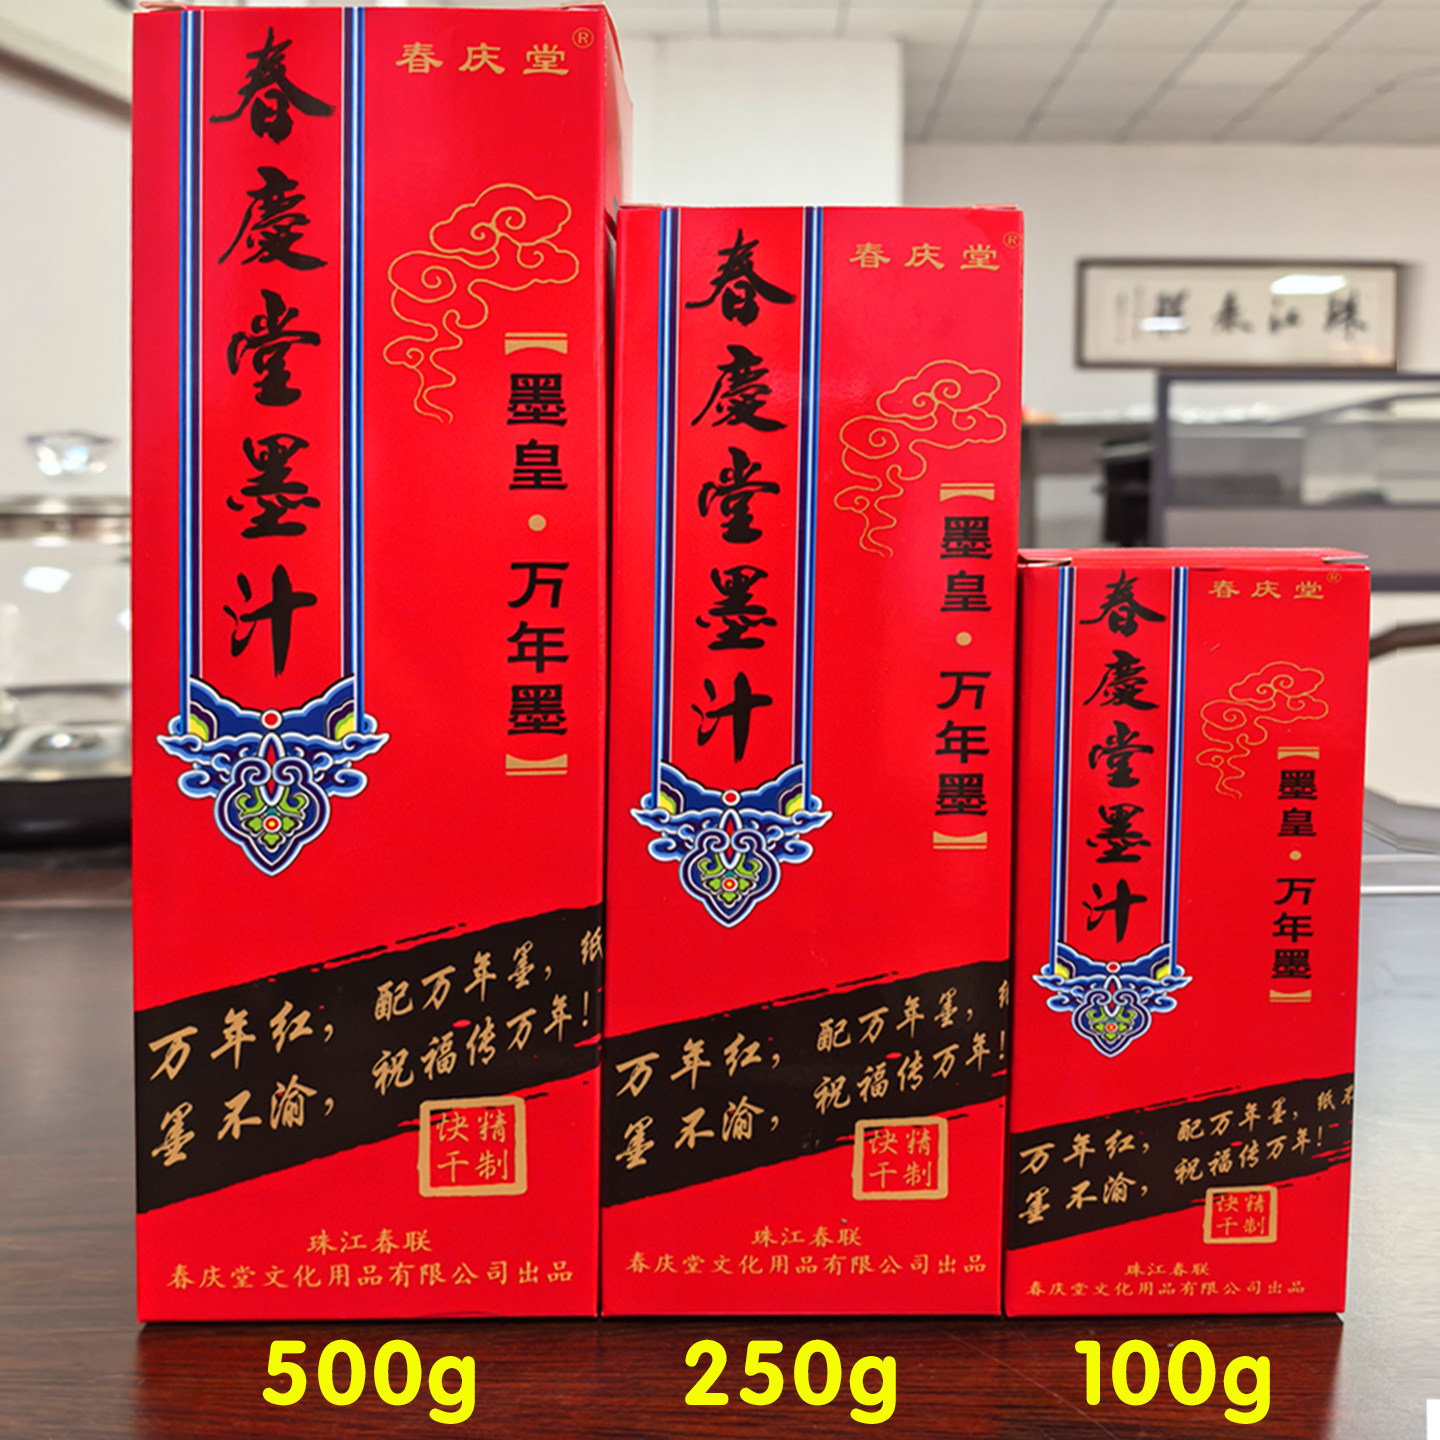 春慶堂墨汁
春庆堂®
【墨皇·万年墨】
万年红，配万年墨，纸
墨不渝，祝福传万年！
精制
快干
珠江春联
春庆堂文化用品有限公司出品
500g
春慶堂墨汁
春庆堂®
【墨皇·万年墨】
万年红，配万年墨，
墨不渝，祝福传万年！
精制
快干
珠江春联
春庆堂文化用品有限公司出品
250g
春慶堂墨汁
春庆堂®
【墨皇·万年墨】
万年红，配万年墨，纸不
墨不渝，祝福传万年！
精制
快干
珠江春联
春庆堂文化用品有限公司出品
100g
珠江春联